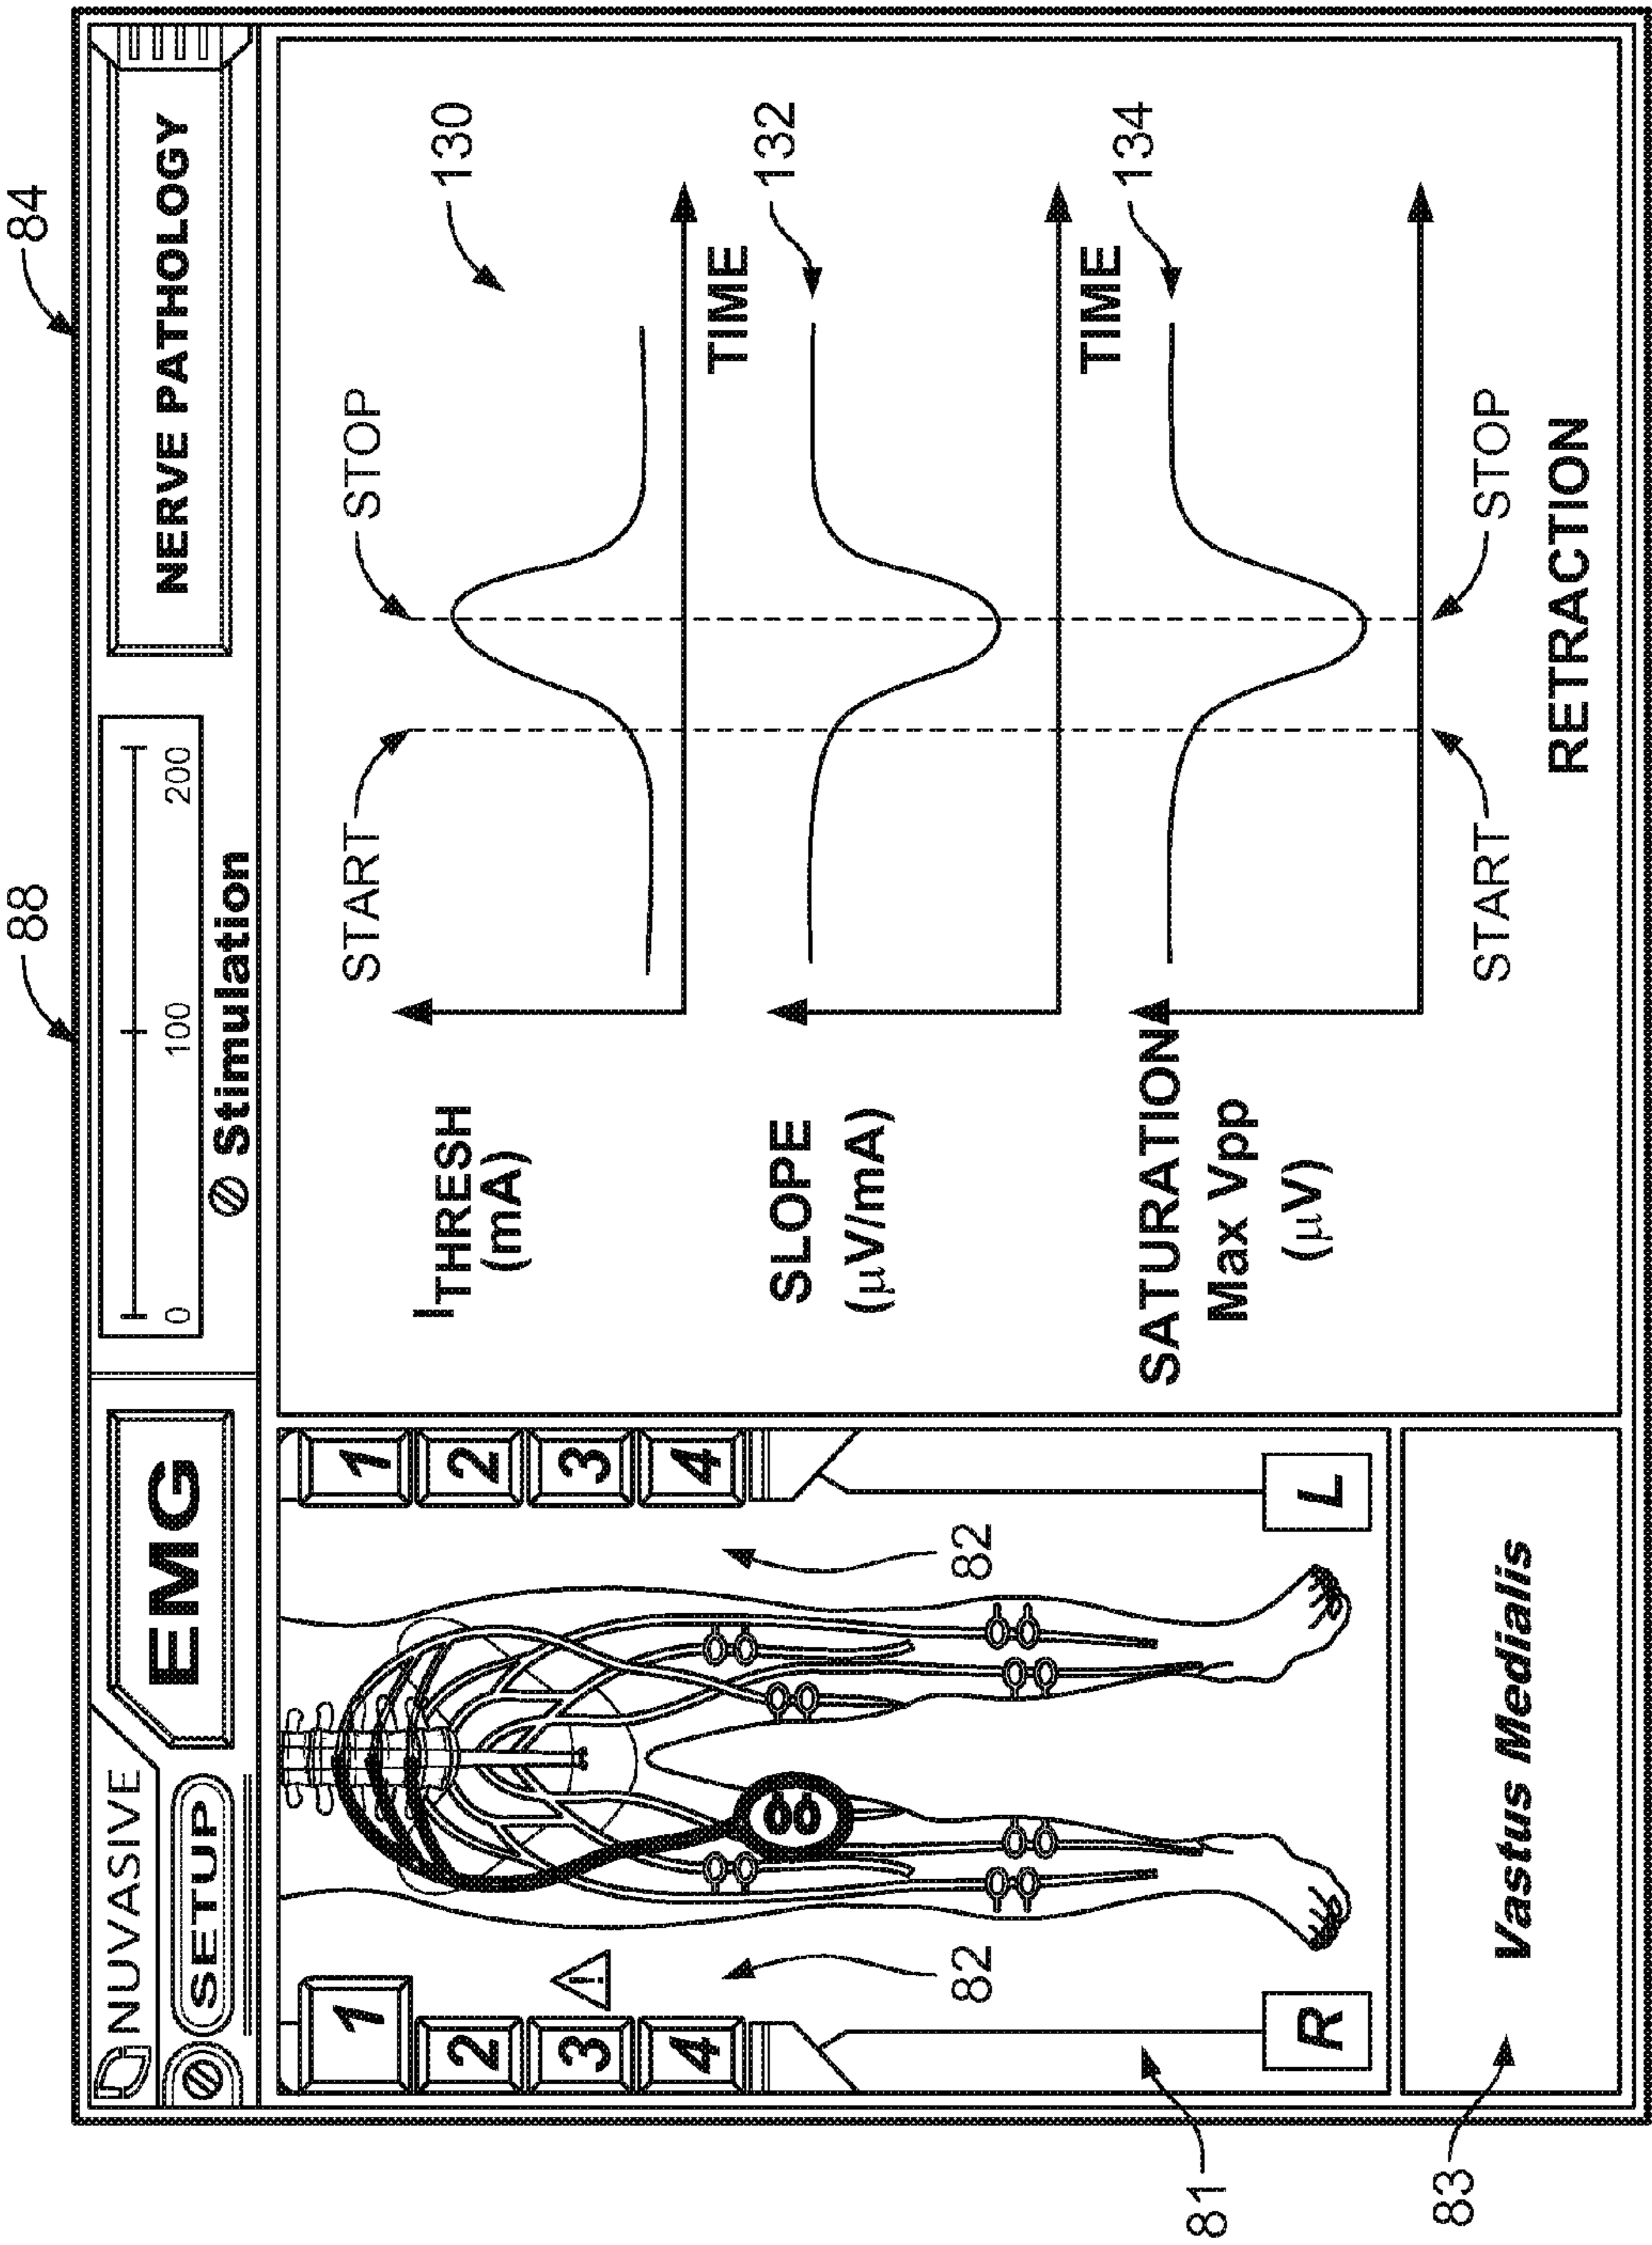 88
84
NUVASIVE
EMG
SETUP
0 100 200
Stimulation
NERVE PATHOLOGY
1
2
3
4
82
R
1
2
3
4
82
L
81
83
Vastus Medialis
START
STOP
130
ITHRESH
(mA)
TIME
132
SLOPE
(µV/mA)
TIME
134
SATURATION
Max Vpp
(µV)
START
STOP
RETRACTION